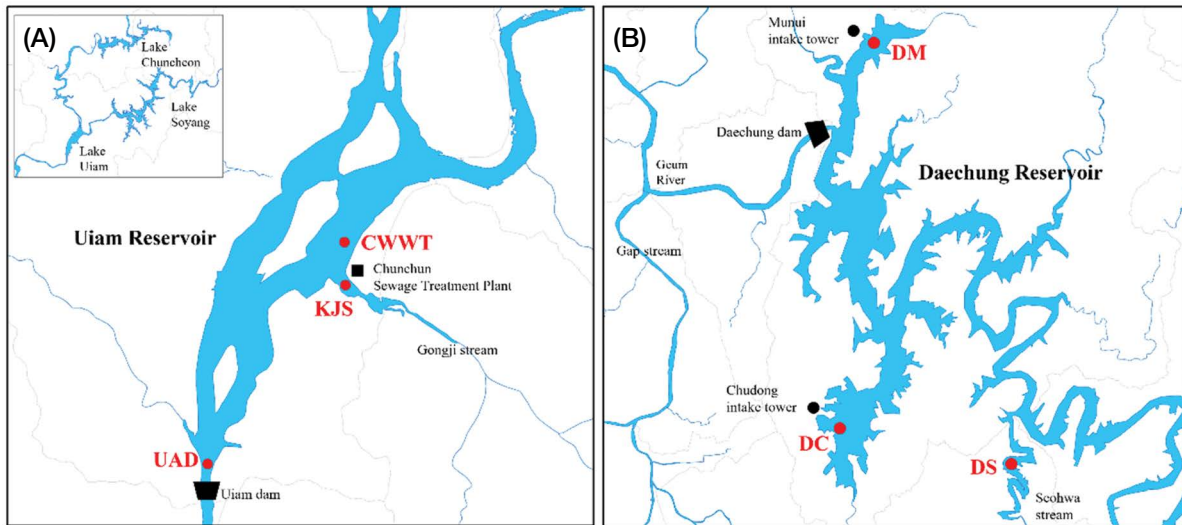 (A)
Lake
Chuncheon
Lake
Soyang
Lake
Uiam
Uiam Reservoir
CWWT
Chunchun
Sewage Treatment Plant
KJS
Gongji stream
UAD
Uiam dam
(B)
Munui
intake tower
DM
Daechung dam
Geum
River
Daechung Reservoir
Gap stream
Chudong
intake tower
DC
DS
Seohwa
stream